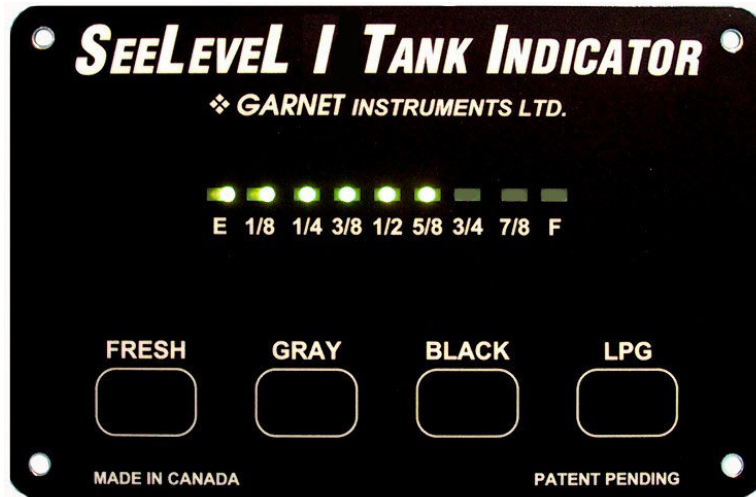 SEELEVEL I TANK INDICATOR
❖ GARNET INSTRUMENTS LTD.
E 1/8 1/4 3/8 1/2 5/8 3/4 7/8 F
FRESH GRAY BLACK LPG
MADE IN CANADA PATENT PENDING